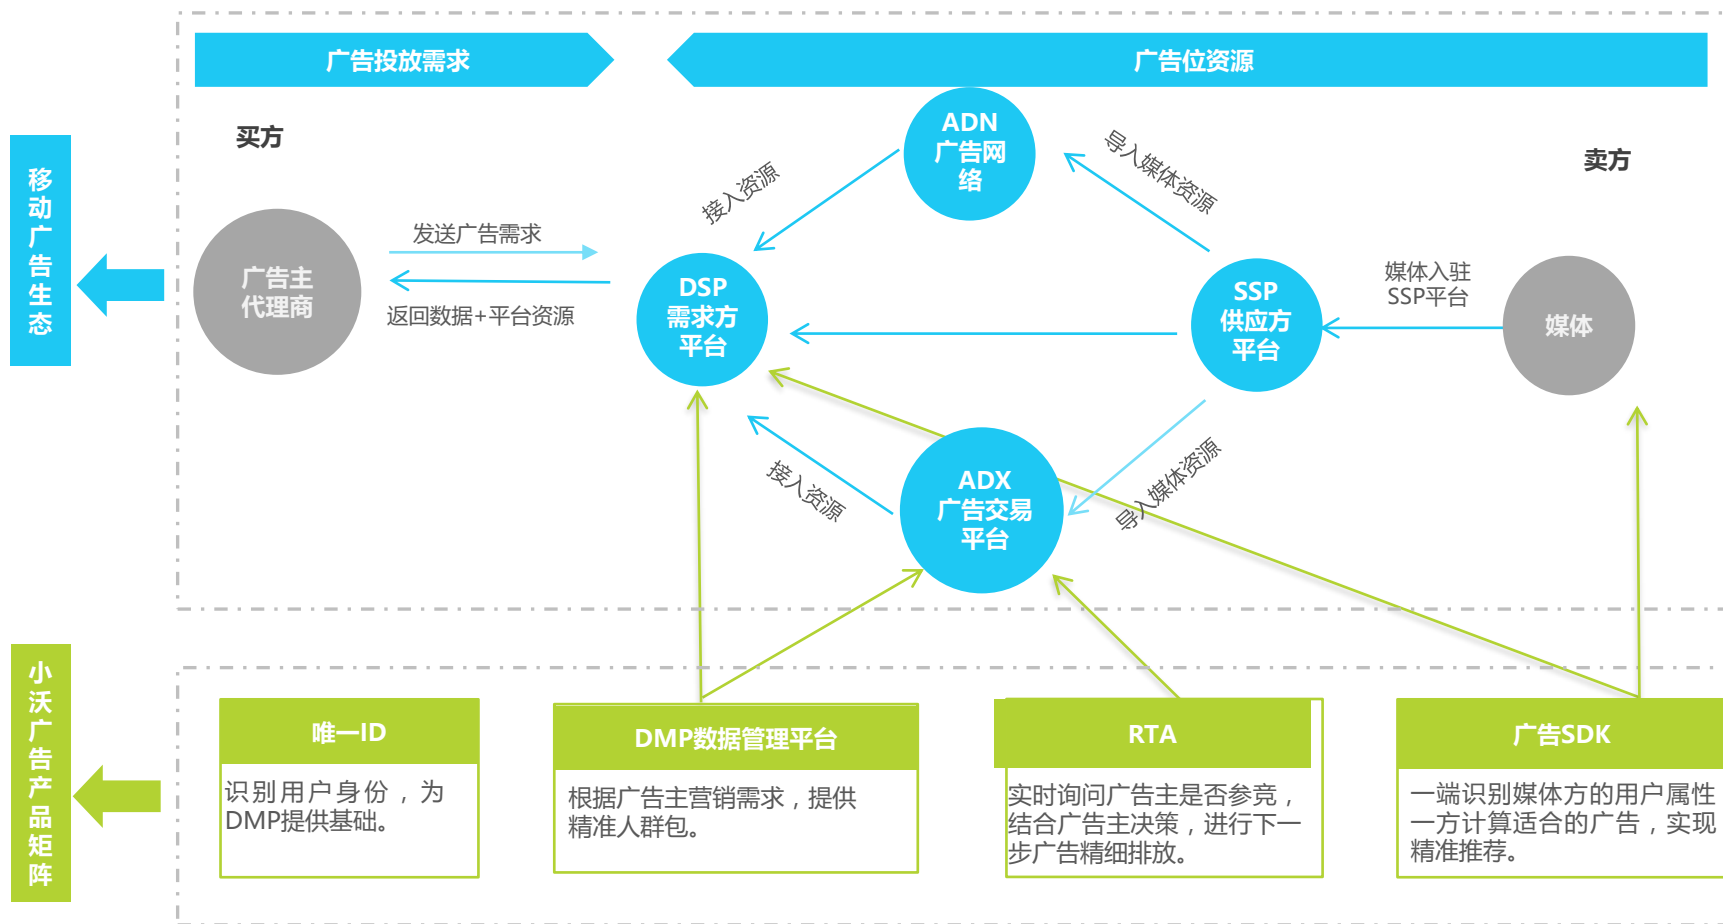 广告投放需求
广告位资源
买方
卖方
移动广告生态
ADN
广告网
络
导入媒体资源
接入资源
发送广告需求
广告主
代理商
返回数据+平台资源
DSP
需求方
平台
SSP
供应方
平台
媒体入驻
SSP平台
媒体
接入资源
ADX
广告交易
平台
导入媒体资源
小沃广告产品矩阵
唯一ID
识别用户身份，为
DMP提供基础。
DMP数据管理平台
根据广告主营销需求，提供
精准人群包。
RTA
实时询问广告主是否参竞，
结合广告主决策，进行下一
步广告精细排放。
广告SDK
一端识别媒体方的用户属性
一方计算适合的广告，实现
精准推荐。